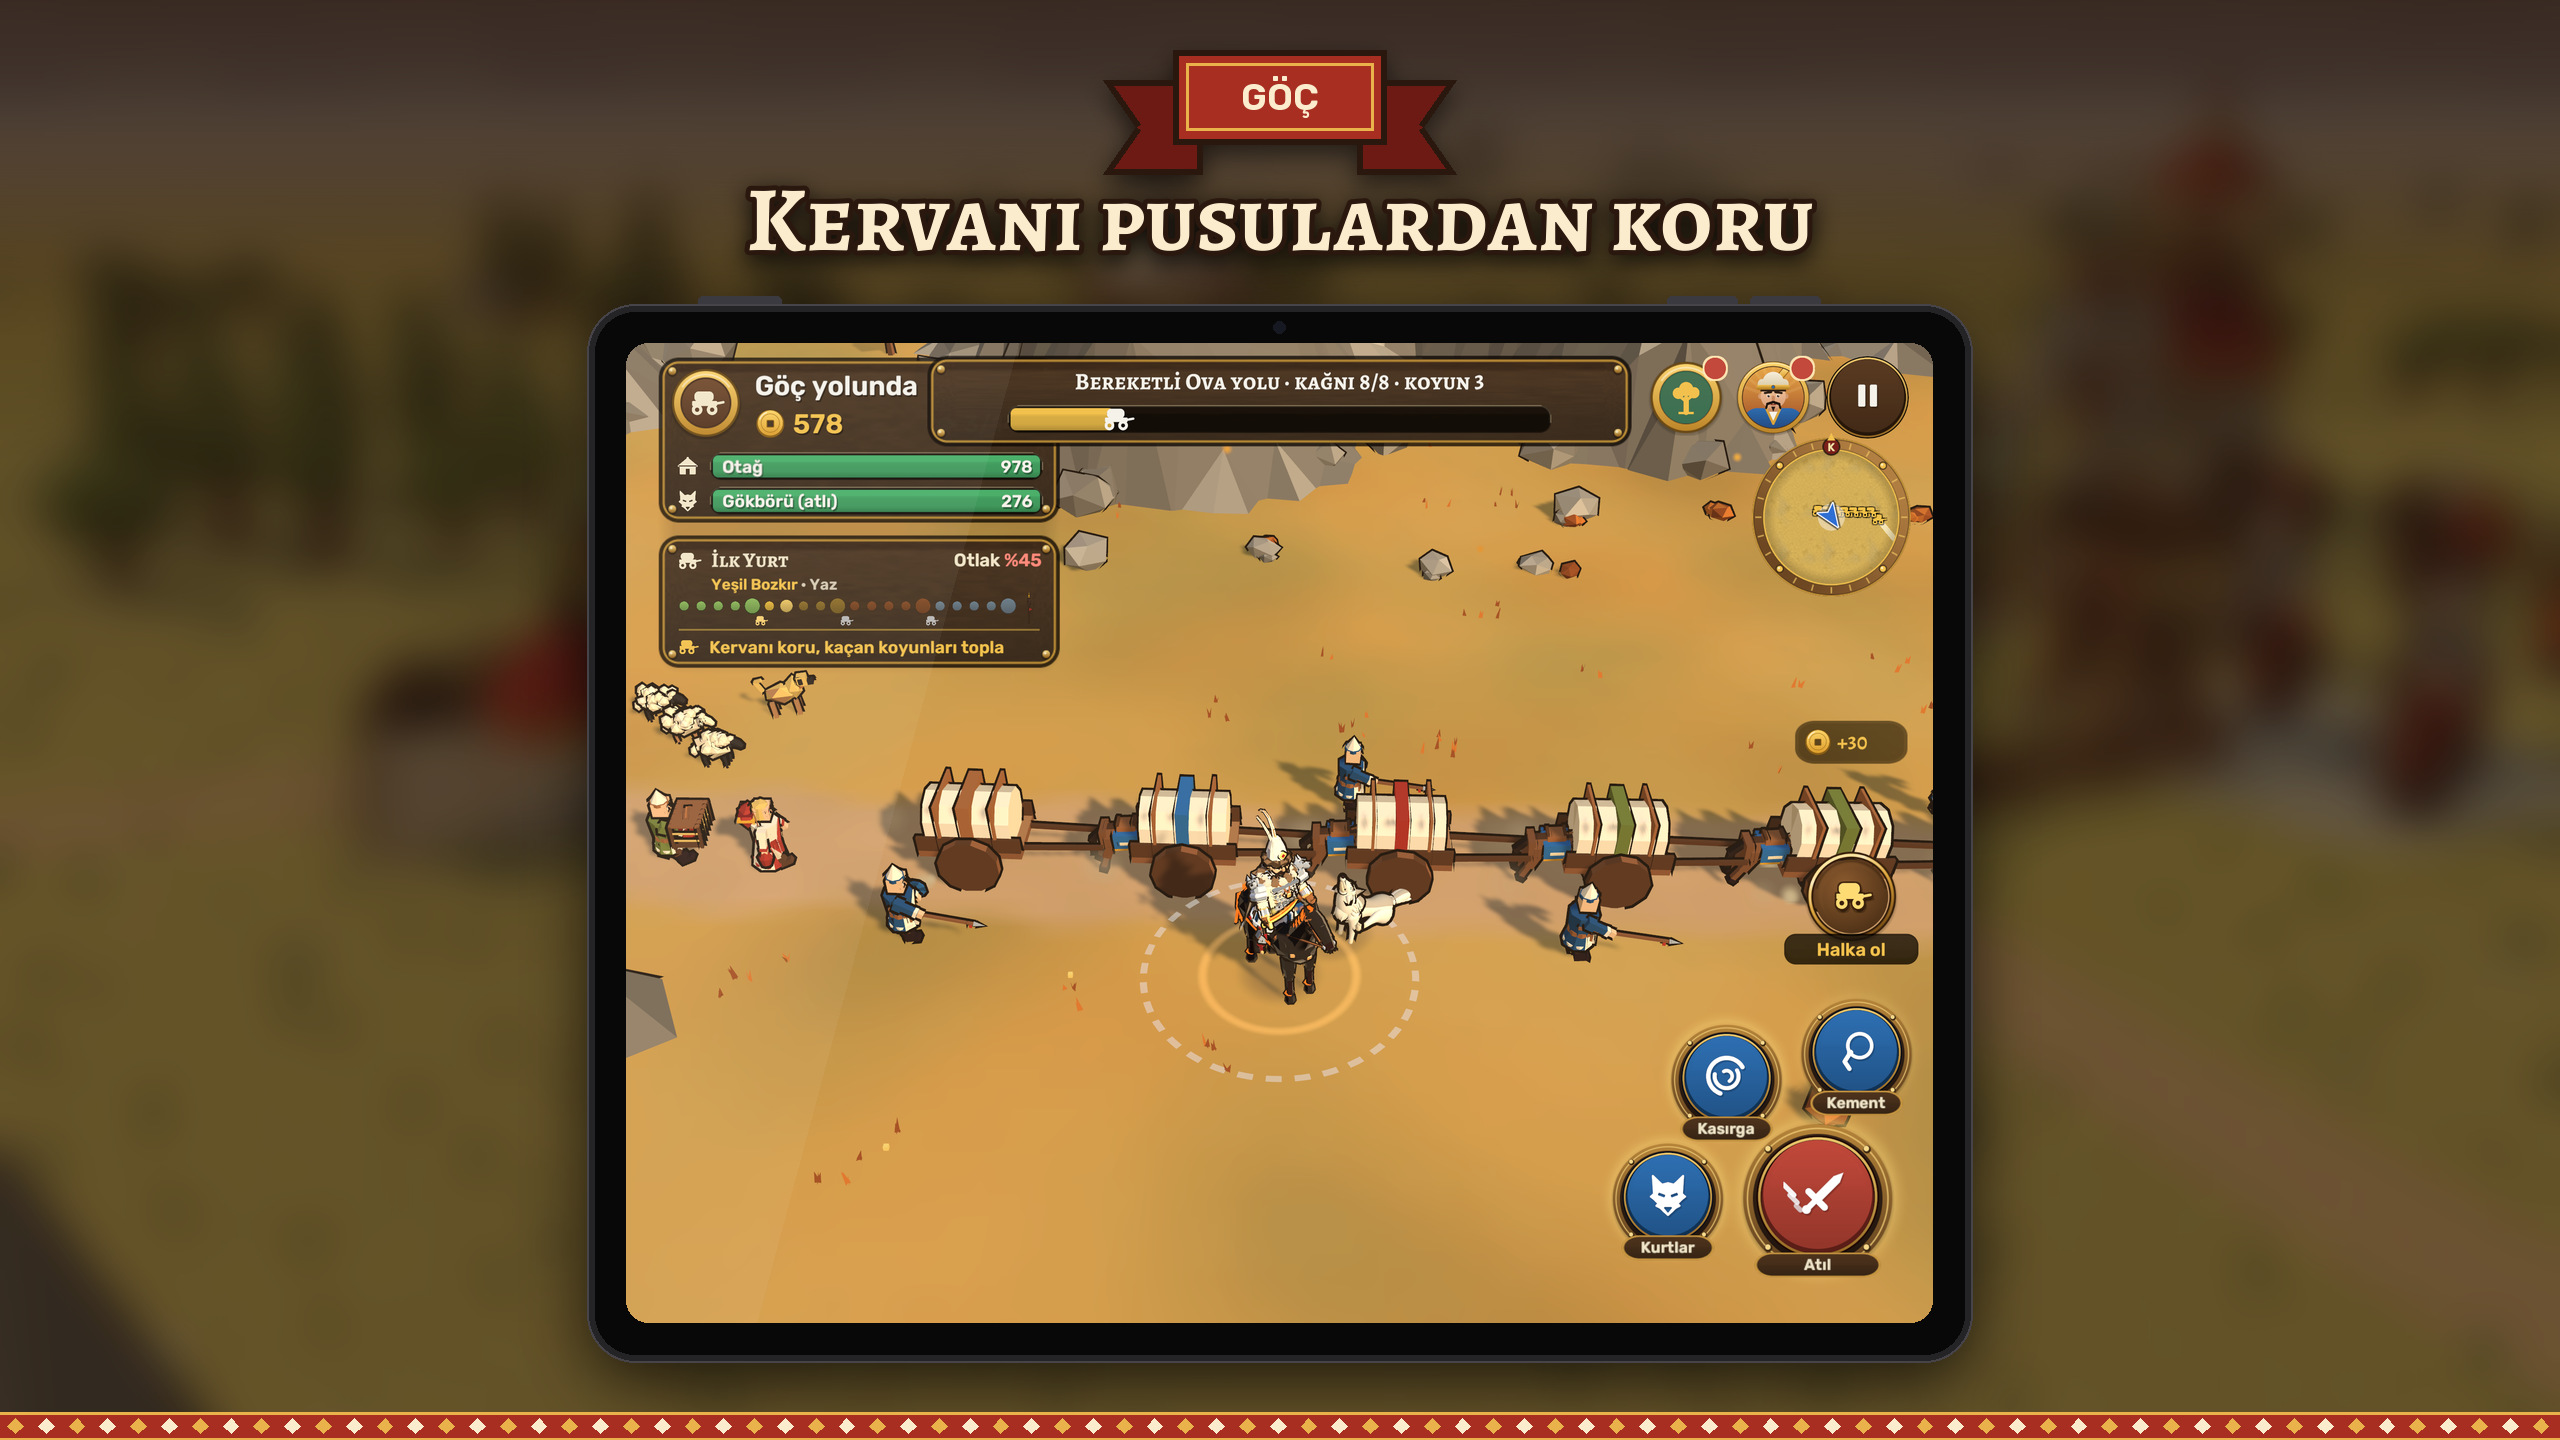 GÖÇ
KERVANI PUSULARDAN KORU
Göç yolunda
578
BEREKETLİ OVA YOLU · KAĞNI 8/8 · KOYUN 3
Otağ 978
Gökbörü (atlı) 276
İLK YURT Otlak %45
Yeşil Bozkır · Yaz
Kervanı koru, kaçan koyunları topla
K
+30
Halka ol
Kement
Kasırga
Kurtlar
Atıl